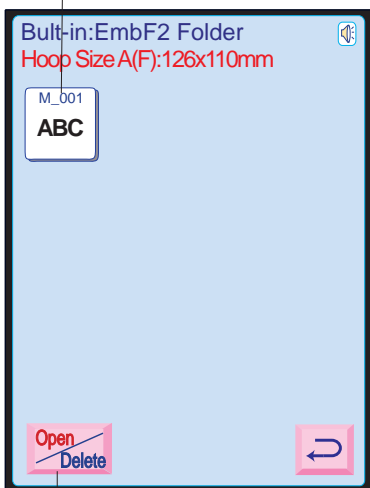 Bult-in:EmbF2 Folder
Hoop Size A(F):126x110mm
M_001
ABC
Open
Delete